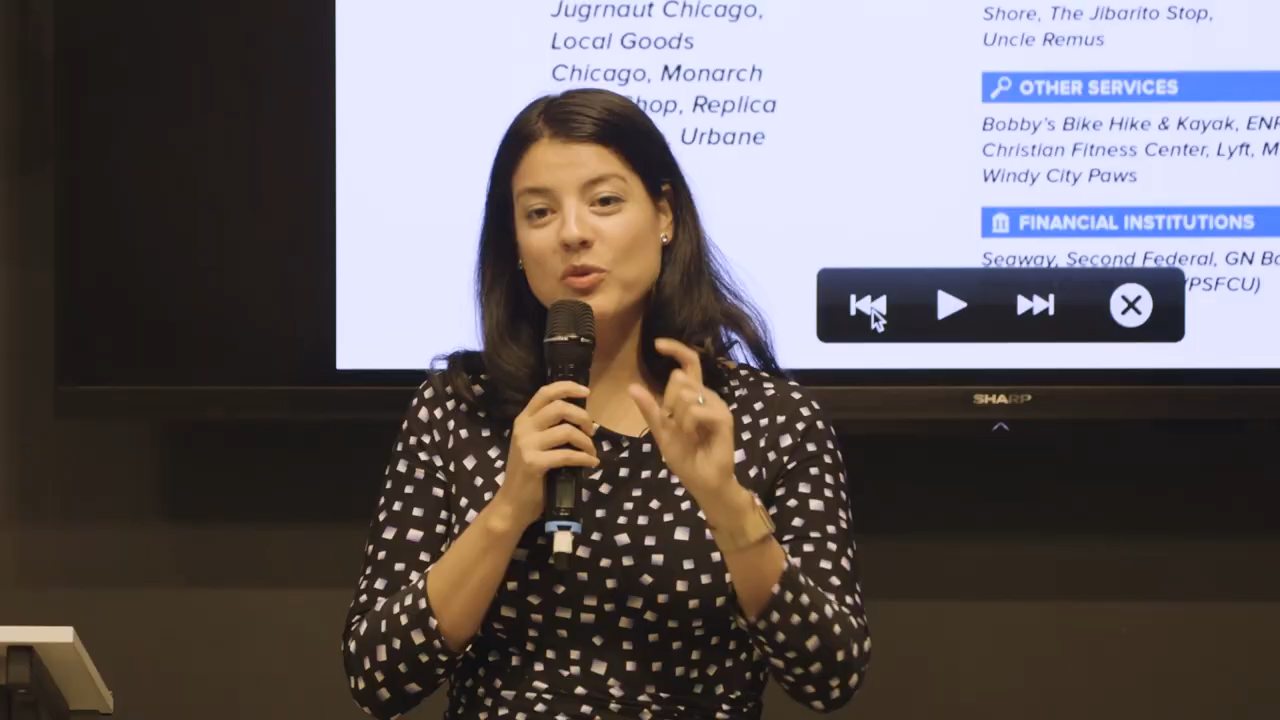 Jugrnaut Chicago,
Local Goods
Chicago, Monarch
hop, Replica
Urbane
Shore, The Jibarito Stop,
Uncle Remus
OTHER SERVICES
Bobby's Bike Hike & Kayak,
Christian Fitness Center, Lyft,
Windy City Paws
FINANCIAL INSTITUTIONS
Seaway, Second Federal, GN
PSFCU)
SHARP